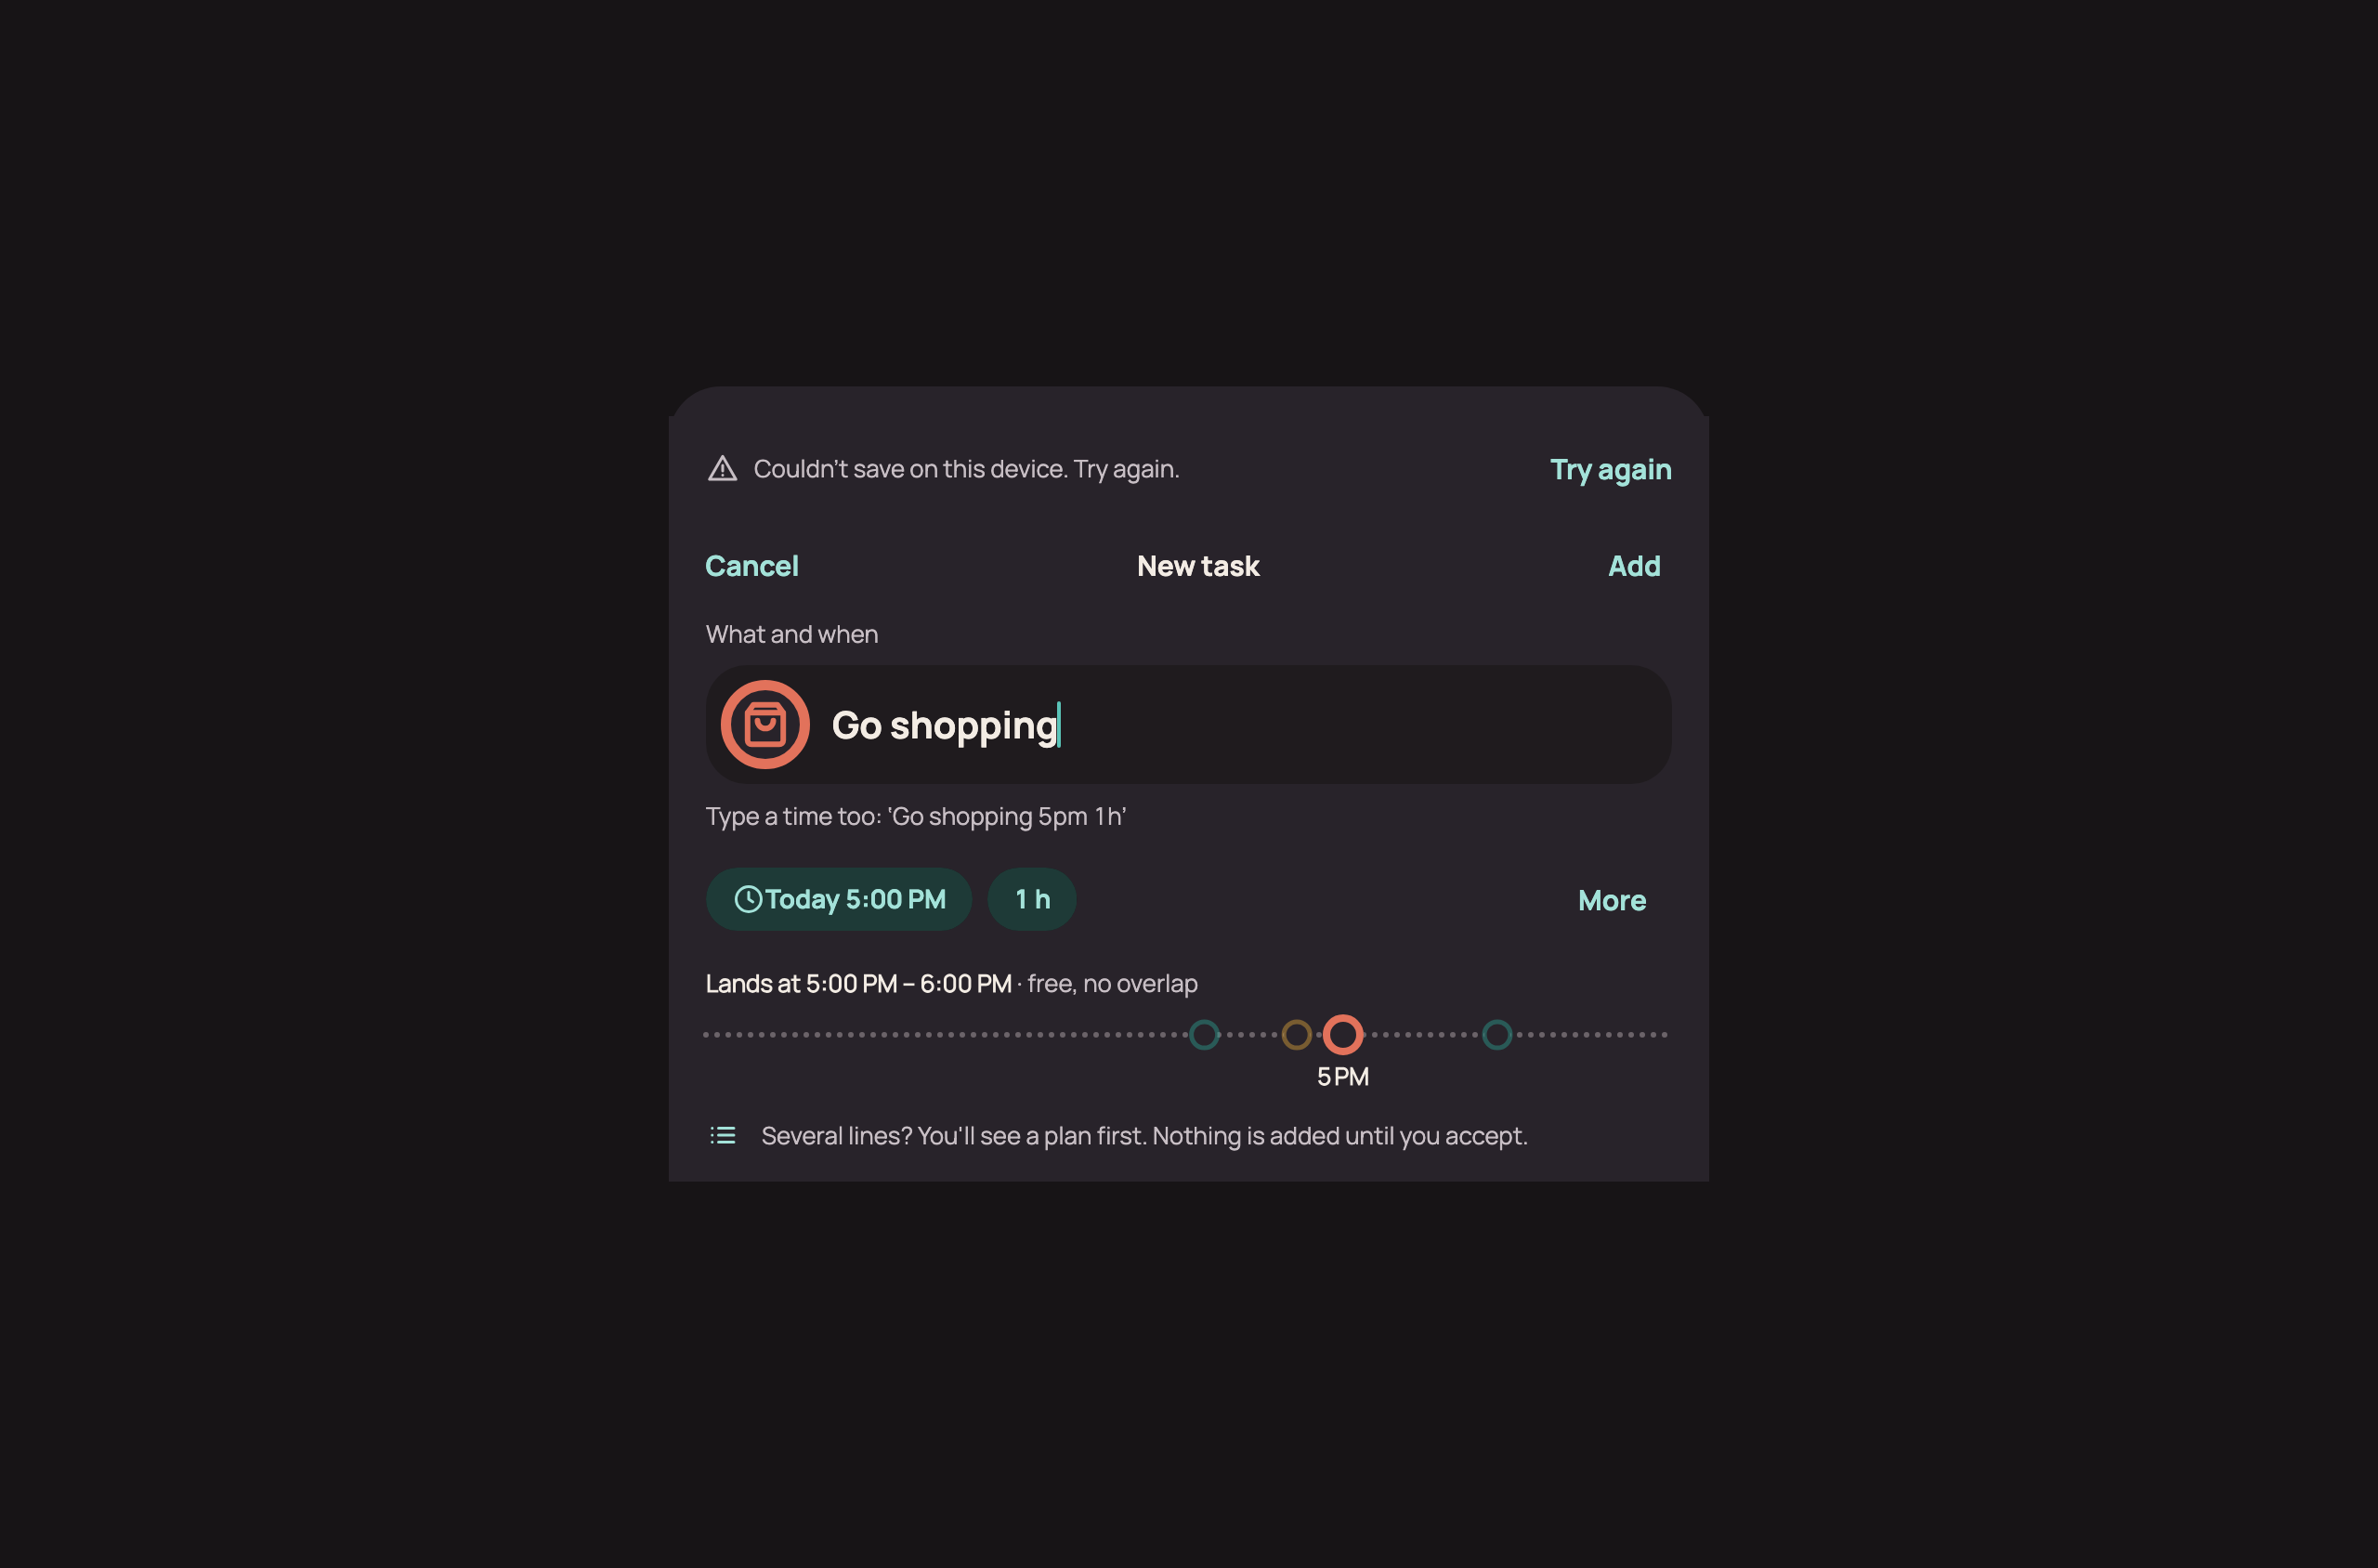 Couldn’t save on this device. Try again.
Try again
Cancel
New task
Add
What and when
Go shopping
Type a time too: ‘Go shopping 5pm 1h’
Today 5:00 PM
1 h
More
Lands at 5:00 PM – 6:00 PM · free, no overlap
5 PM
Several lines? You'll see a plan first. Nothing is added until you accept.